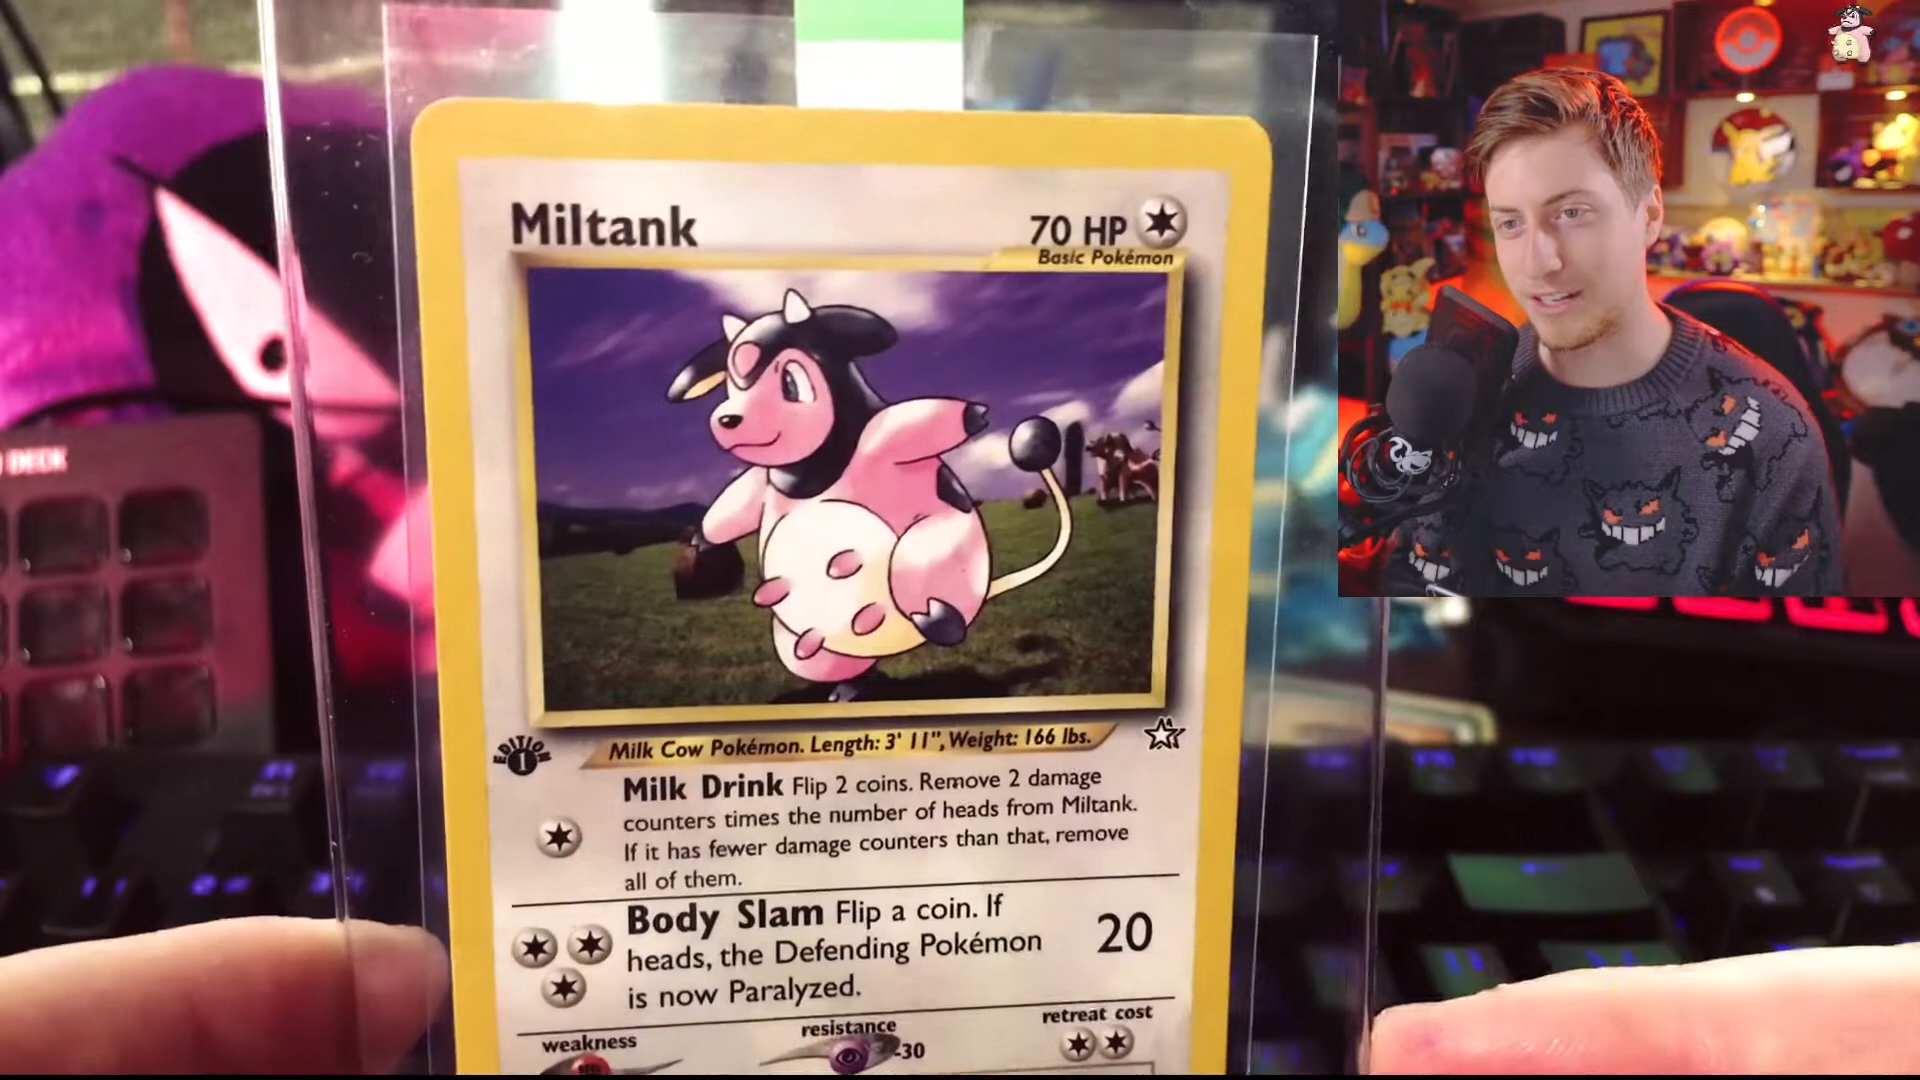 DECK
Miltank
70 HP
Basic Pokémon
EDITION
1
Milk Cow Pokémon. Length: 3' 11", Weight: 166 lbs.
Milk Drink Flip 2 coins. Remove 2 damage
counters times the number of heads from Miltank.
If it has fewer damage counters than that, remove
all of them.
Body Slam Flip a coin. If
heads, the Defending Pokémon
is now Paralyzed.
20
weakness
resistance
-30
retreat cost